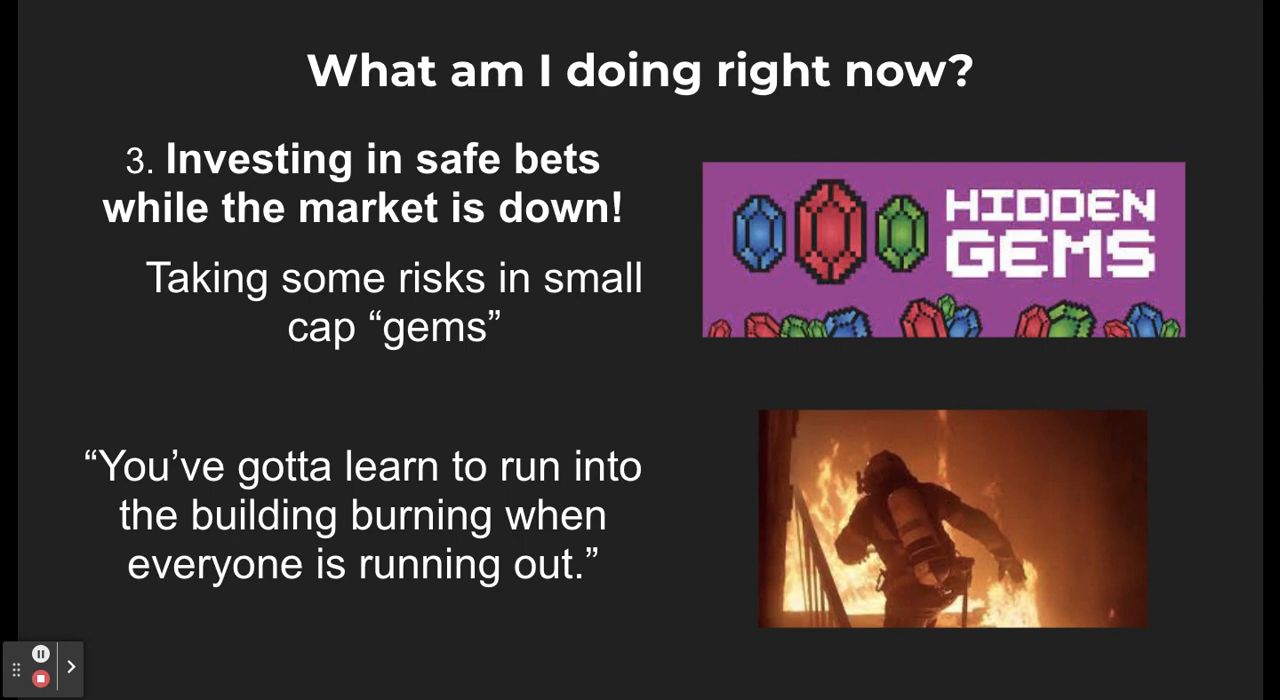 What am I doing right now?
3. Investing in safe bets
while the market is down!
Taking some risks in small
cap “gems”
HIDDEN
GEMS
“You’ve gotta learn to run into
the building burning when
everyone is running out.”